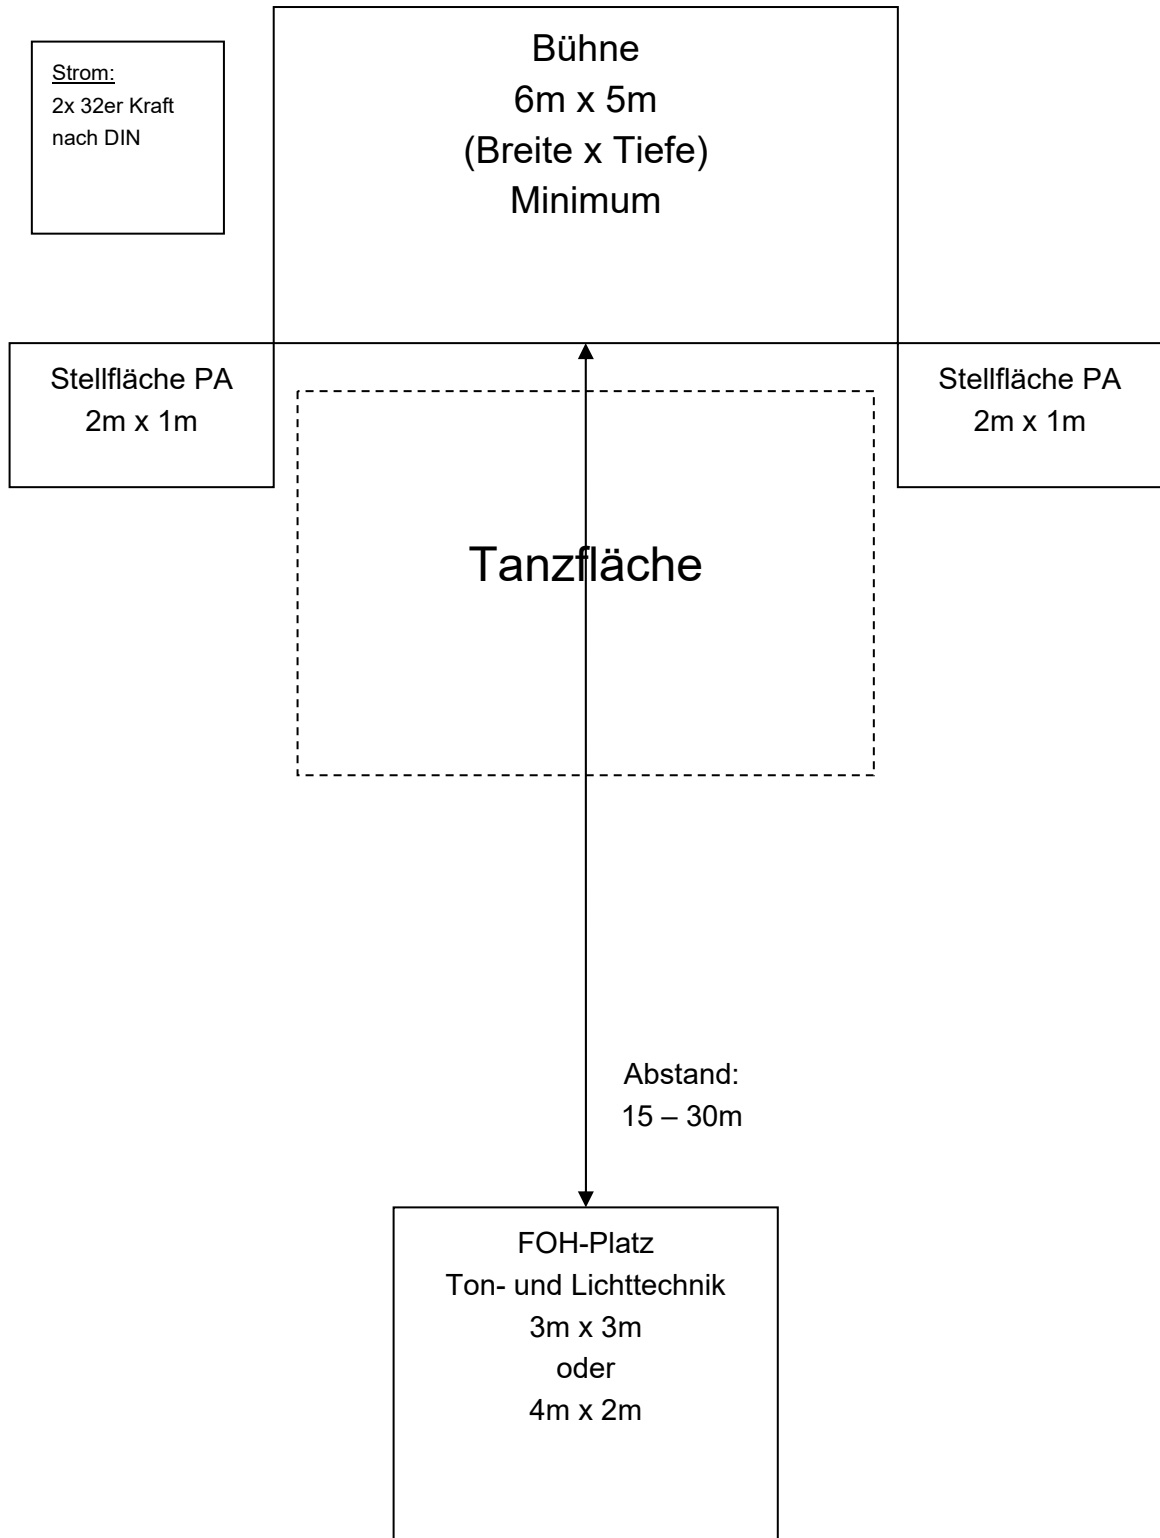 Strom:
2x 32er Kraft
nach DIN
Bühne
6m x 5m
(Breite x Tiefe)
Minimum
Stellfläche PA
2m x 1m
Stellfläche PA
2m x 1m
Tanzfläche
Abstand:
15 – 30m
FOH-Platz
Ton- und Lichttechnik
3m x 3m
oder
4m x 2m